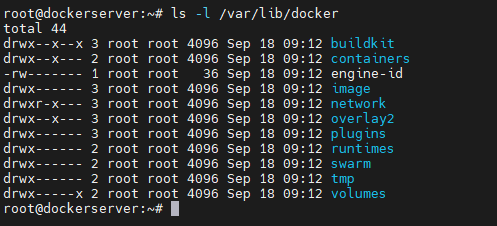 root@dockerserver:~# ls -l /var/lib/docker
total 44
drwx--x--x 3 root root 4096 Sep 18 09:12 buildkit
drwx--x--- 2 root root 4096 Sep 18 09:12 containers
-rw------- 1 root root   36 Sep 18 09:12 engine-id
drwx------ 3 root root 4096 Sep 18 09:12 image
drwxr-x--- 3 root root 4096 Sep 18 09:12 network
drwx--x--- 3 root root 4096 Sep 18 09:12 overlay2
drwx------ 3 root root 4096 Sep 18 09:12 plugins
drwx------ 2 root root 4096 Sep 18 09:12 runtimes
drwx------ 2 root root 4096 Sep 18 09:12 swarm
drwx------ 2 root root 4096 Sep 18 09:12 tmp
drwx-----x 2 root root 4096 Sep 18 09:12 volumes
root@dockerserver:~#